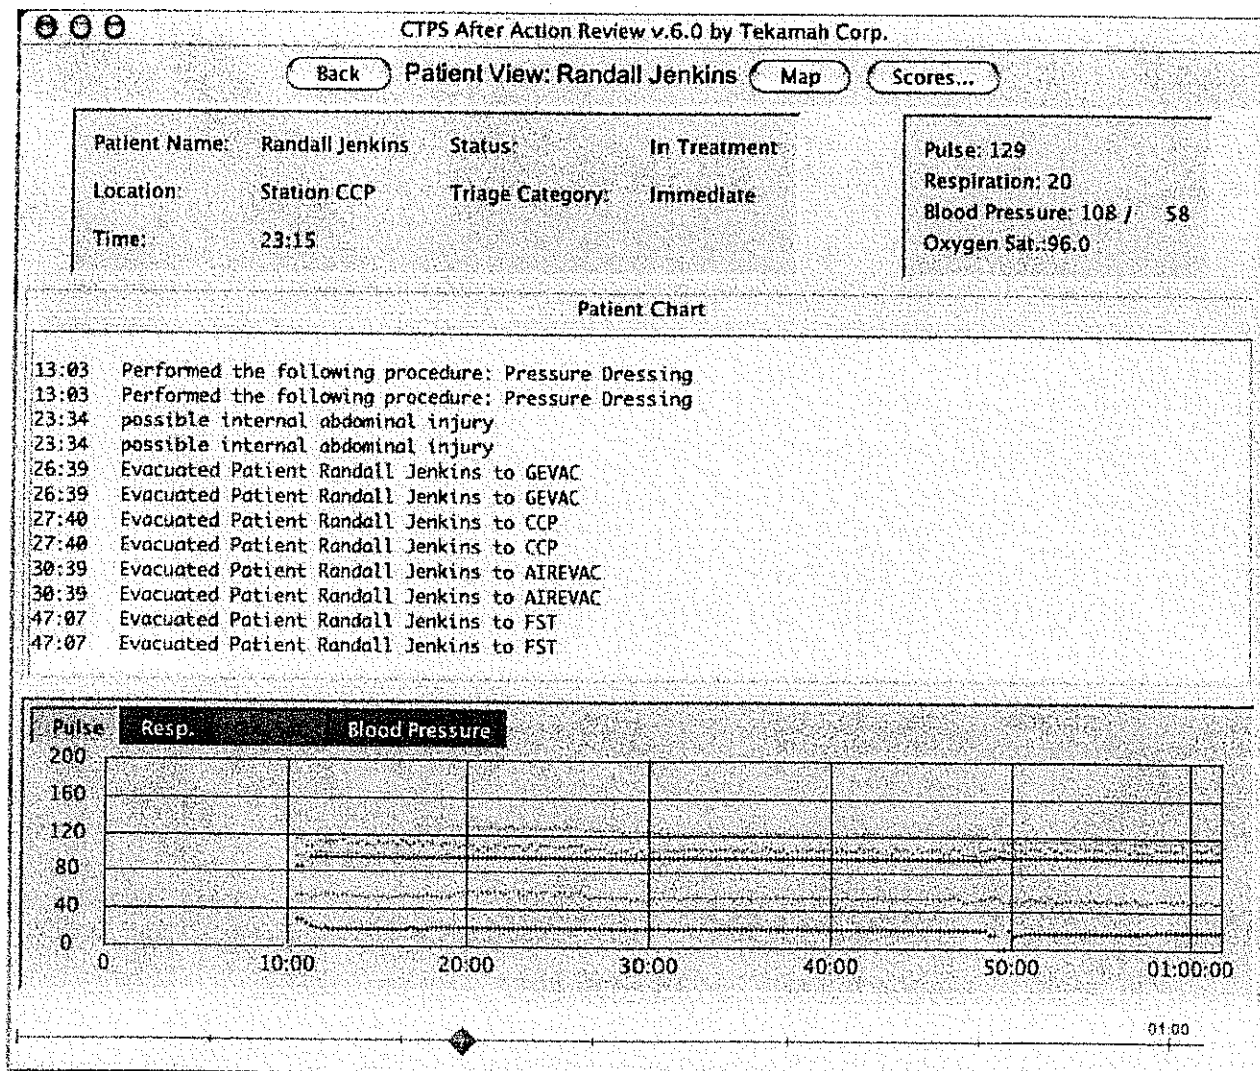 CTPS After Action Review v.6.0 by Tekamah Corp.
Back Patient View: Randall Jenkins Map Scores...
Patient Name: Randall Jenkins Status: In Treatment
Location: Station CCP Triage Category: Immediate
Time: 23:15
Pulse: 129
Respiration: 20
Blood Pressure: 108 / 58
Oxygen Sat.:96.0
Patient Chart
13:03 Performed the following procedure: Pressure Dressing
13:03 Performed the following procedure: Pressure Dressing
23:34 possible internal abdominal injury
23:34 possible internal abdominal injury
26:39 Evacuated Patient Randall Jenkins to GEVAC
26:39 Evacuated Patient Randall Jenkins to GEVAC
27:40 Evacuated Patient Randall Jenkins to CCP
27:40 Evacuated Patient Randall Jenkins to CCP
30:39 Evacuated Patient Randall Jenkins to AIREVAC
30:39 Evacuated Patient Randall Jenkins to AIREVAC
47:07 Evacuated Patient Randall Jenkins to FST
47:07 Evacuated Patient Randall Jenkins to FST
Pulse Resp. Blood Pressure
200
160
120
80
40
0
0 10:00 20:00 30:00 40:00 50:00 01:00:00
01:00